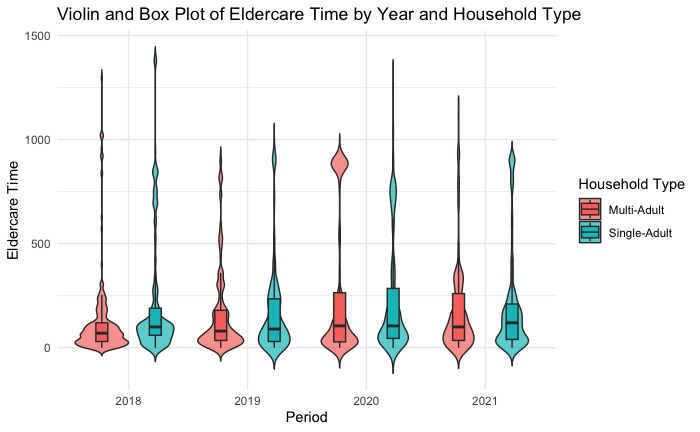 Violin and Box Plot of Eldercare Time by Year and Household Type
1500
1000
500
0
Eldercare Time
2018
2019
2020
2021
Period
Household Type
Multi-Adult
Single-Adult